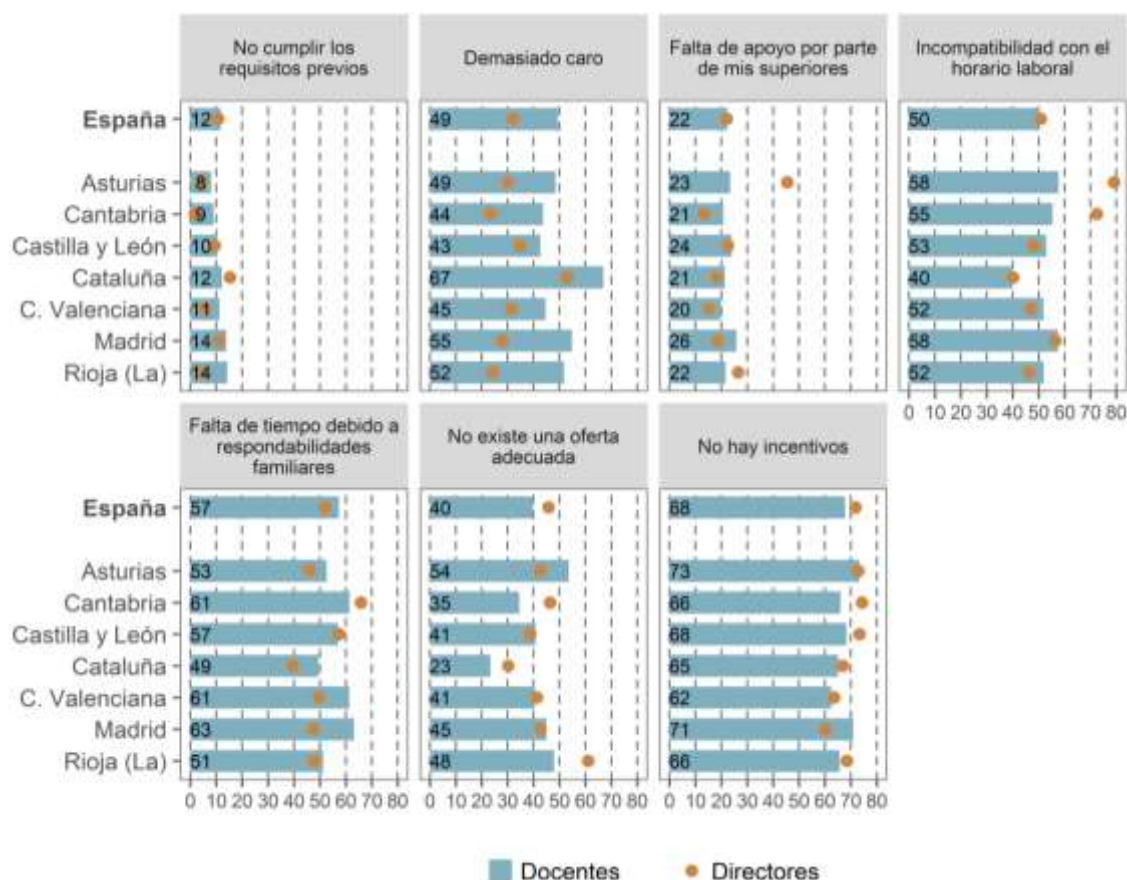 No cumplir los
requisitos previos
Demasiado caro
Falta de apoyo por parte
de mis superiores
Incompatibilidad con el
horario laboral
España 12 49 22 50
Asturias 8 49 23 58
Cantabria 9 44 21 55
Castilla y León 10 43 24 53
Cataluña 12 67 21 40
C. Valenciana 11 45 20 52
Madrid 14 55 26 58
Rioja (La) 14 52 22 52
0 10 20 30 40 50 60 70 80
Falta de tiempo debido a
respondabilidades
familiares
No existe una oferta
adecuada
No hay incentivos
España 57 40 68
Asturias 53 54 73
Cantabria 61 35 66
Castilla y León 57 41 68
Cataluña 49 23 65
C. Valenciana 61 41 62
Madrid 63 45 71
Rioja (La) 51 48 66
0 10 20 30 40 50 60 70 80 0 10 20 30 40 50 60 70 80 0 10 20 30 40 50 60 70 80
Docentes Directores